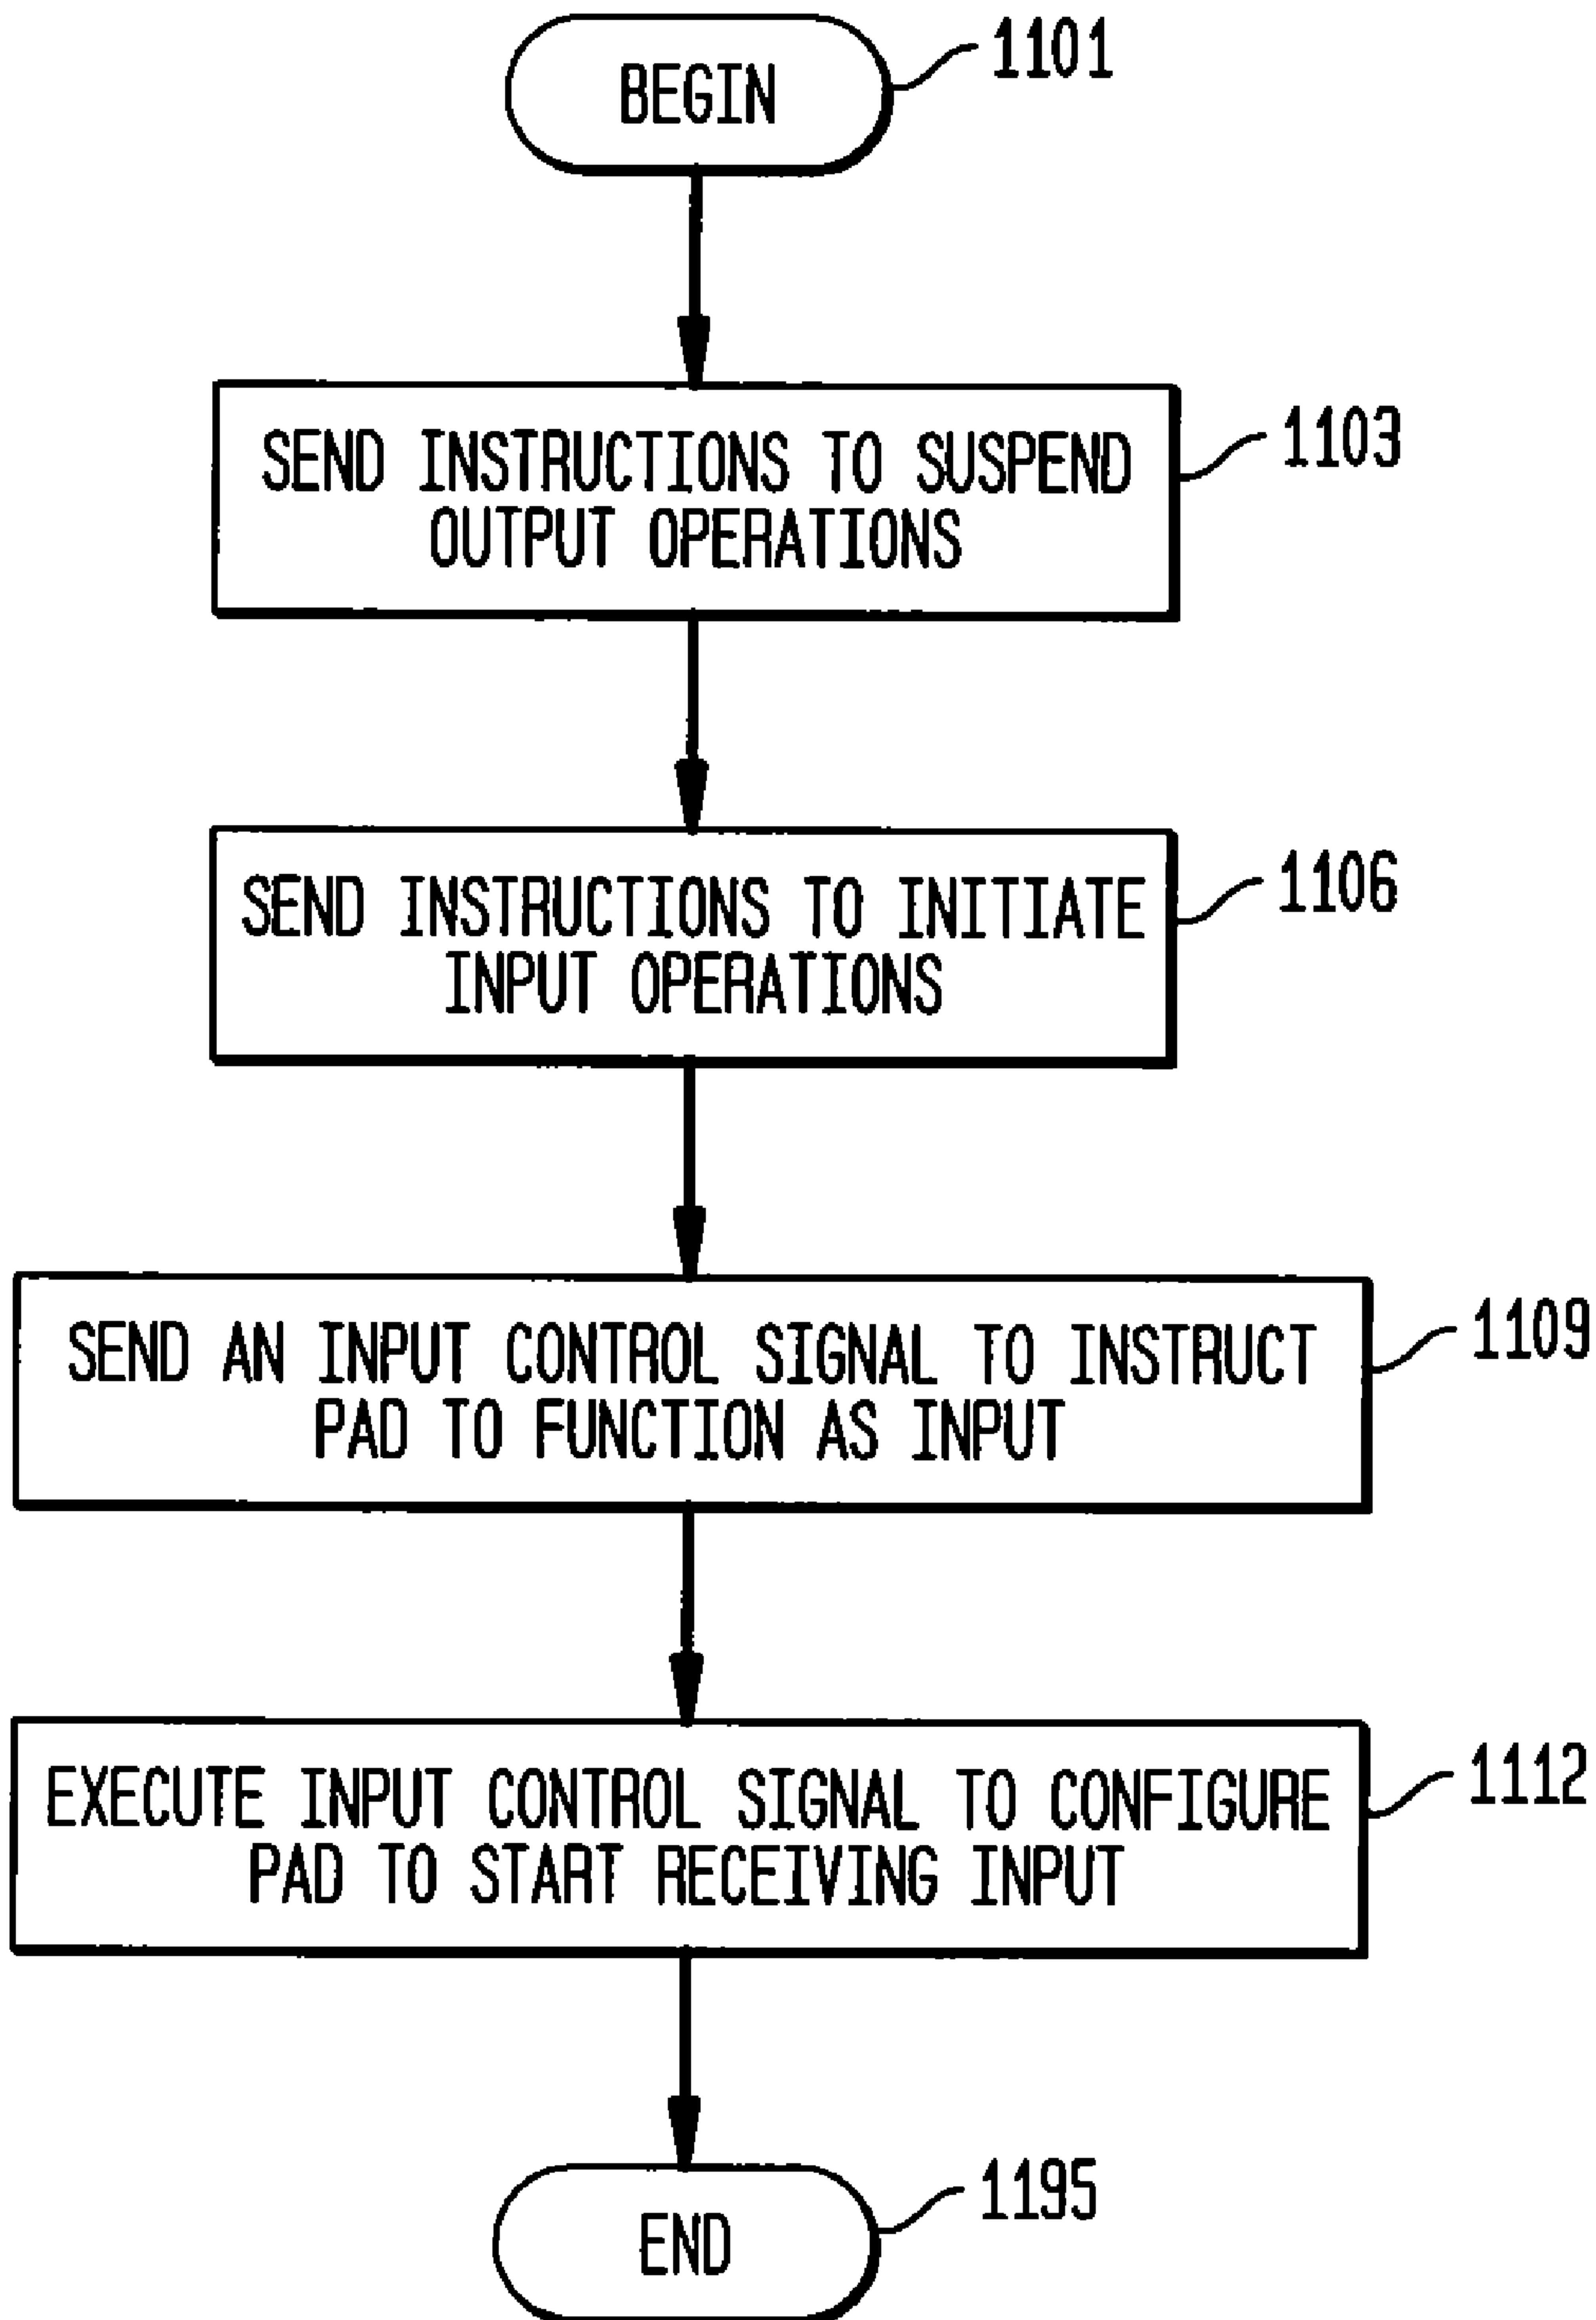 BEGIN
1101
SEND INSTRUCTIONS TO SUSPEND
OUTPUT OPERATIONS
1103
SEND INSTRUCTIONS TO INITIATE
INPUT OPERATIONS
1106
SEND AN INPUT CONTROL SIGNAL TO INSTRUCT
PAD TO FUNCTION AS INPUT
1109
EXECUTE INPUT CONTROL SIGNAL TO CONFIGURE
PAD TO START RECEIVING INPUT
1112
END
1195